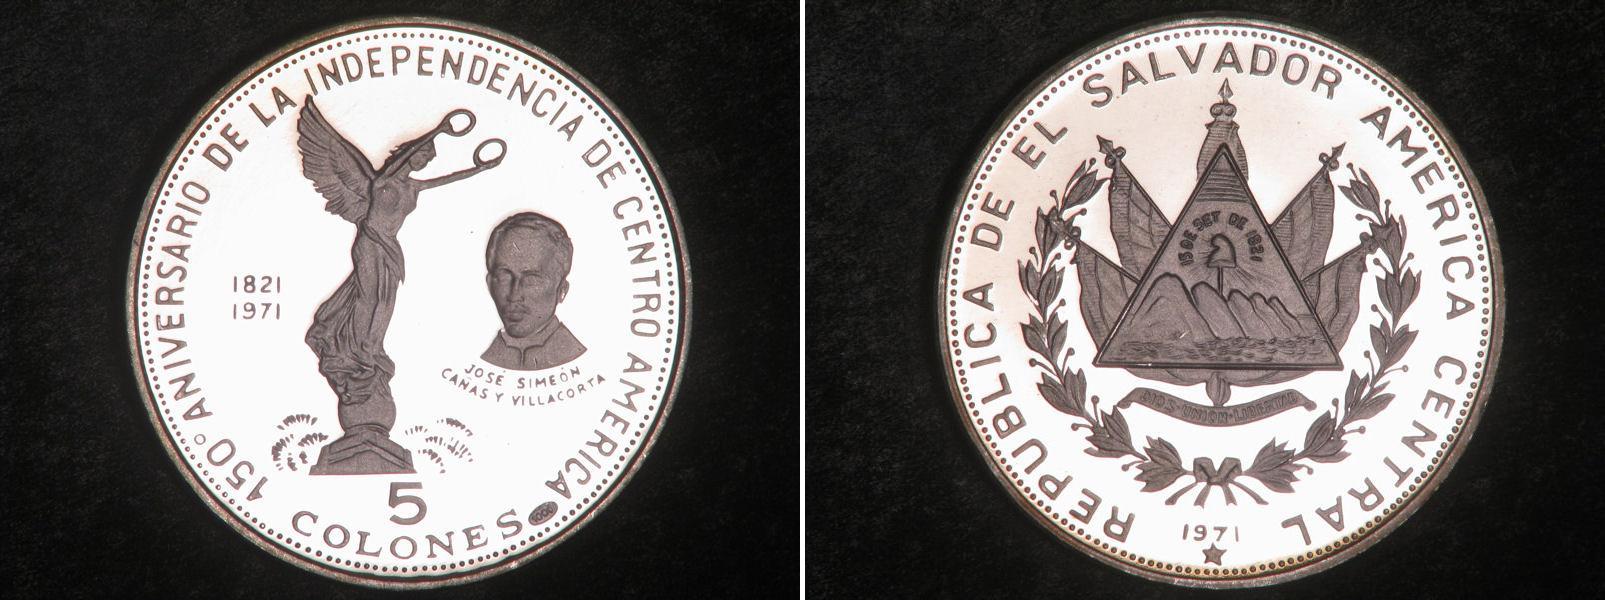 150° ANIVERSARIO DE LA INDEPENDENCIA DE CENTRO AMERICA
1821
1971
JOSÉ SIMEÓN
CAÑAS Y VILLACORTA
5
COLONES
1000
REPUBLICA DE EL SALVADOR AMERICA CENTRAL
15 DE SET DE 1821
DIOS·UNION·LIBERTAD
1971